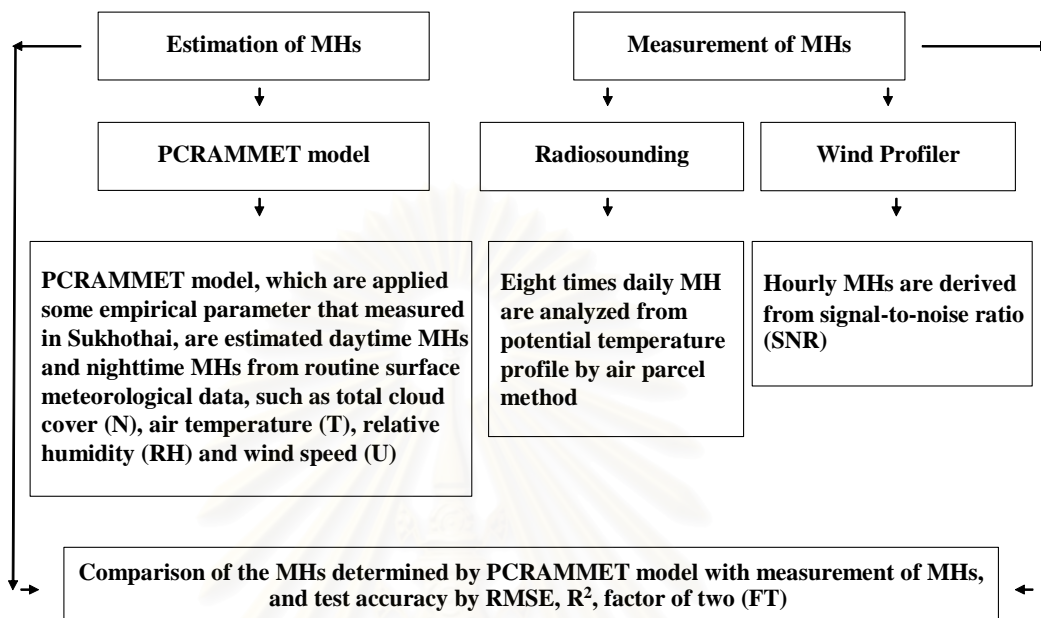 Estimation of MHs
Measurement of MHs
PCRAMMET model
Radiosounding
Wind Profiler
PCRAMMET model, which are applied
some empirical parameter that measured
in Sukhothai, are estimated daytime MHs
and nighttime MHs from routine surface
meteorological data, such as total cloud
cover (N), air temperature (T), relative
humidity (RH) and wind speed (U)
Eight times daily MH
are analyzed from
potential temperature
profile by air parcel
method
Hourly MHs are derived
from signal-to-noise ratio
(SNR)
Comparison of the MHs determined by PCRAMMET model with measurement of MHs,
and test accuracy by RMSE, R², factor of two (FT)